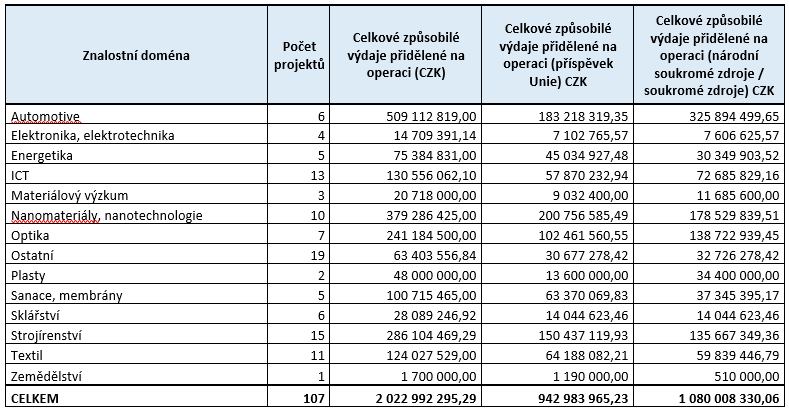 Znalostní doména
Počet
projektů
Celkové způsobilé
výdaje přidělené na
operaci (CZK)
Celkové způsobilé
výdaje přidělené na
operaci (příspěvek
Unie) CZK
Celkové způsobilé
výdaje přidělené na
operaci (národní
soukromé zdroje /
soukromé zdroje) CZK
Automotive 6 509 112 819,00 183 218 319,35 325 894 499,65
Elektronika, elektrotechnika 4 14 709 391,14 7 102 765,57 7 606 625,57
Energetika 5 75 384 831,00 45 034 927,48 30 349 903,52
ICT 13 130 556 062,10 57 870 232,94 72 685 829,16
Materiálový výzkum 3 20 718 000,00 9 032 400,00 11 685 600,00
Nanomateriály, nanotechnologie 10 379 286 425,00 200 756 585,49 178 529 839,51
Optika 7 241 184 500,00 102 461 560,55 138 722 939,45
Ostatní 19 63 403 556,84 30 677 278,42 32 726 278,42
Plasty 2 48 000 000,00 13 600 000,00 34 400 000,00
Sanace, membrány 5 100 715 465,00 63 370 069,83 37 345 395,17
Sklářství 6 28 089 246,92 14 044 623,46 14 044 623,46
Strojírenství 15 286 104 469,29 150 437 119,93 135 667 349,36
Textil 11 124 027 529,00 64 188 082,21 59 839 446,79
Zemědělství 1 1 700 000,00 1 190 000,00 510 000,00
CELKEM 107 2 022 992 295,29 942 983 965,23 1 080 008 330,06